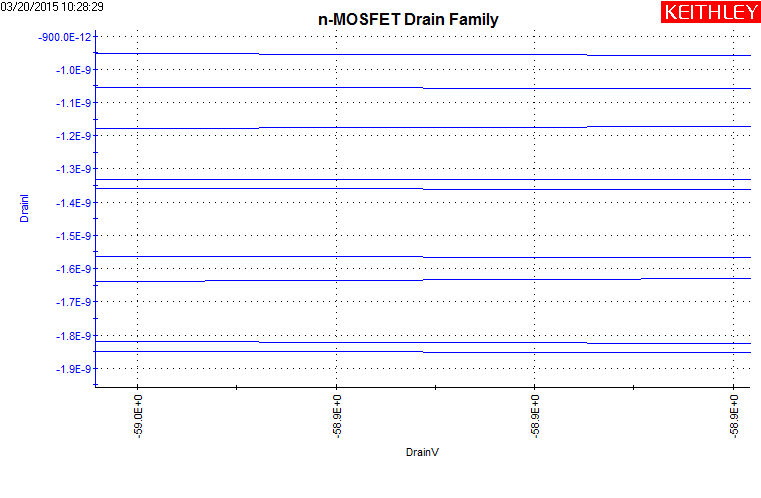 03/20/2015 10:28:29
n-MOSFET Drain Family
KEITHLEY
-900.0E-12
-1.0E-9
-1.1E-9
-1.2E-9
-1.3E-9
-1.4E-9
-1.5E-9
-1.6E-9
-1.7E-9
-1.8E-9
-1.9E-9
DrainI
-59.0E+0
-58.9E+0
-58.9E+0
-58.9E+0
DrainV